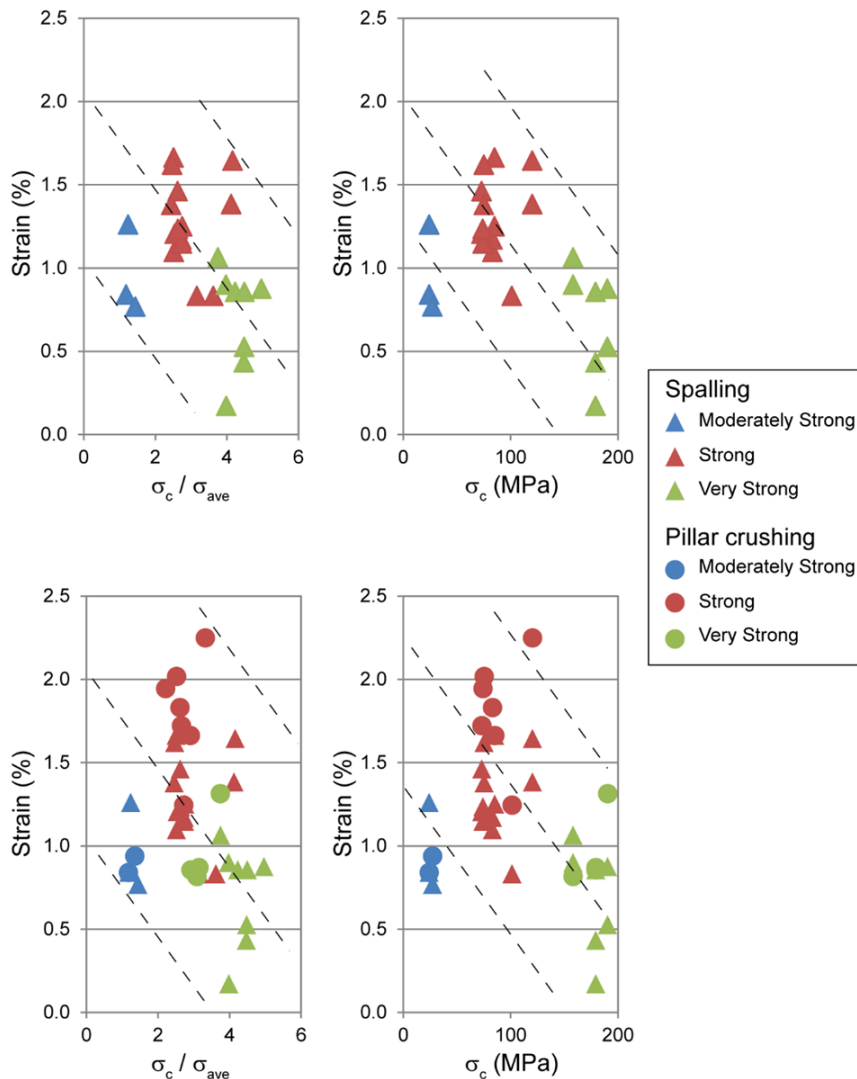 2.5
2.0
1.5
1.0
0.5
0.0
Strain (%)
0 2 4 6
σc / σave
2.5
2.0
1.5
1.0
0.5
0.0
Strain (%)
0 100 200
σc (MPa)
Spalling
Moderately Strong
Strong
Very Strong
Pillar crushing
Moderately Strong
Strong
Very Strong
2.5
2.0
1.5
1.0
0.5
0.0
Strain (%)
0 2 4 6
σc / σave
2.5
2.0
1.5
1.0
0.5
0.0
Strain (%)
0 100 200
σc (MPa)